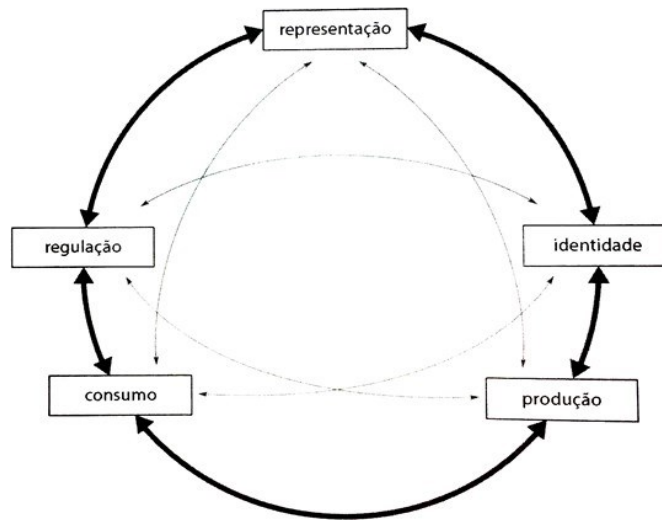 representação
regulação
identidade
consumo
produção